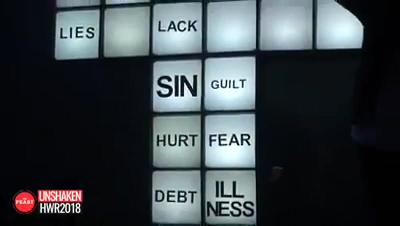 LIES
LACK
SIN
GUILT
HURT
FEAR
DEBT
ILL
NESS
THE FEAST
UNSHAKEN
HWR2018